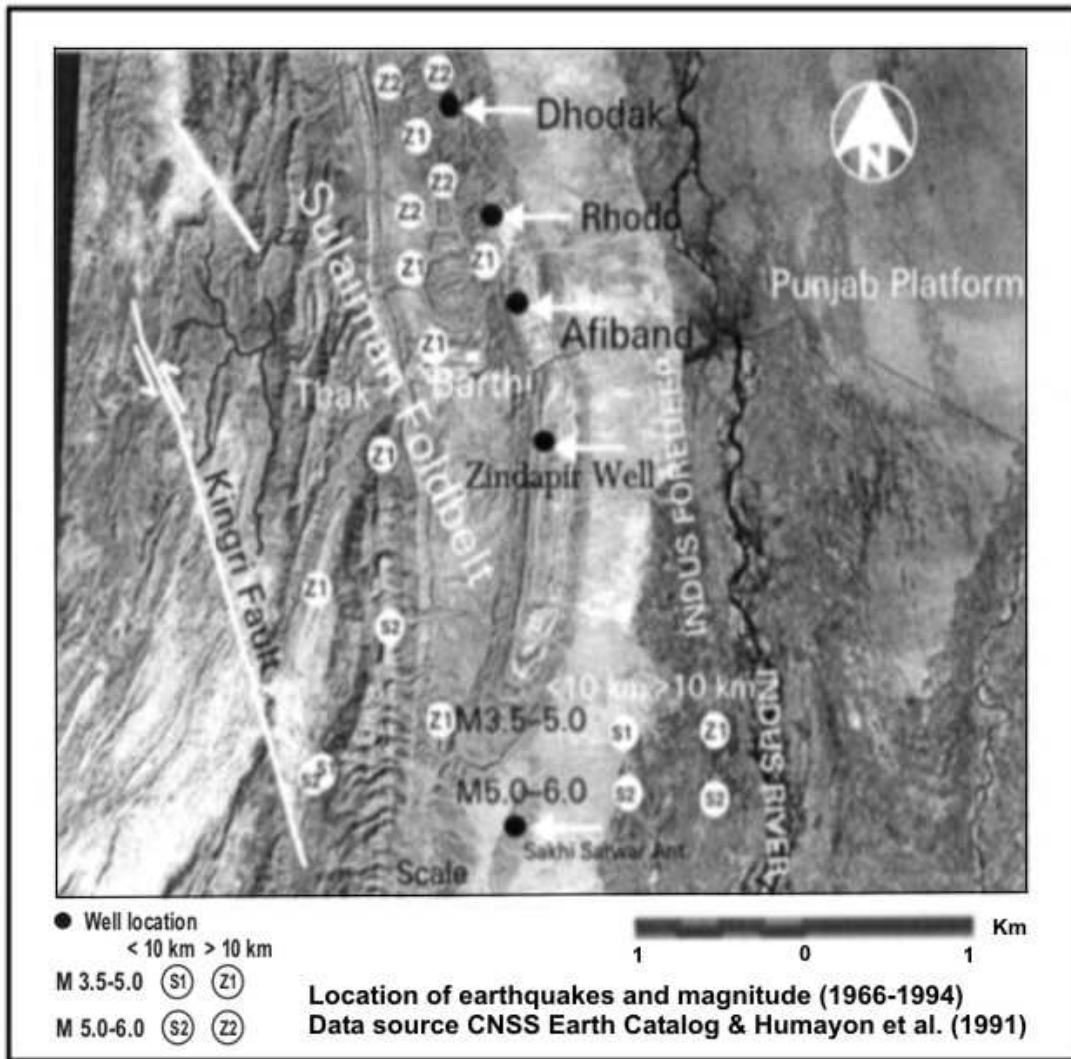 Z2
Z2
Dhodak
Z1
N
Z2
Z2
Rhodo
Z1
Z1
Punjab Platform
Afiband
Z1
Barthi
Tbak
Sulaiman Foldbelt
Z1
Zindapir Well
INDUS FOREDEEP
Kingri Fault
Z1
S2
<10 km >10 km
Z1
M3.5–5.0
S1
Z1
INDUS RIVER
S2
M5.0–6.0
S2
S2
Sakhi Sarwar Ant.
Scale
Well location
< 10 km > 10 km
M 3.5-5.0 S1 Z1
M 5.0-6.0 S2 Z2
Km
1 0 1
Location of earthquakes and magnitude (1966-1994)
Data source CNSS Earth Catalog & Humayon et al. (1991)